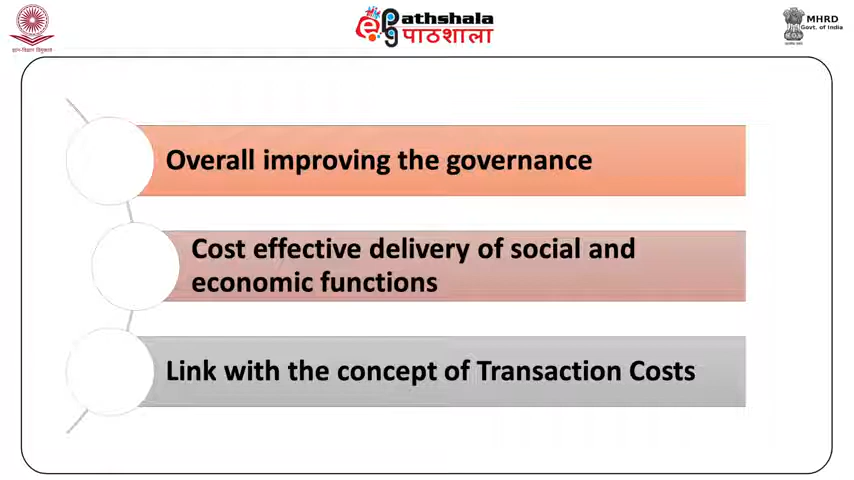 ज्ञान-विज्ञान विमुक्तये
Pathshala
पाठशाला
MHRD
Govt. of India
Overall improving the governance
Cost effective delivery of social and
economic functions
Link with the concept of Transaction Costs